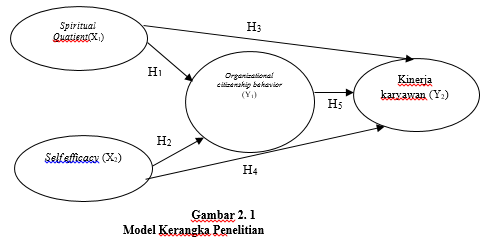 Spiritual
Quatient(X₁)
H3
H1
Organizational
citizenship behavior
(Y₁)
Kinerja
karyawan (Y₂)
H5
H2
Self efficacy (X₂)
H4
Gambar 2. 1
Model Kerangka Penelitian